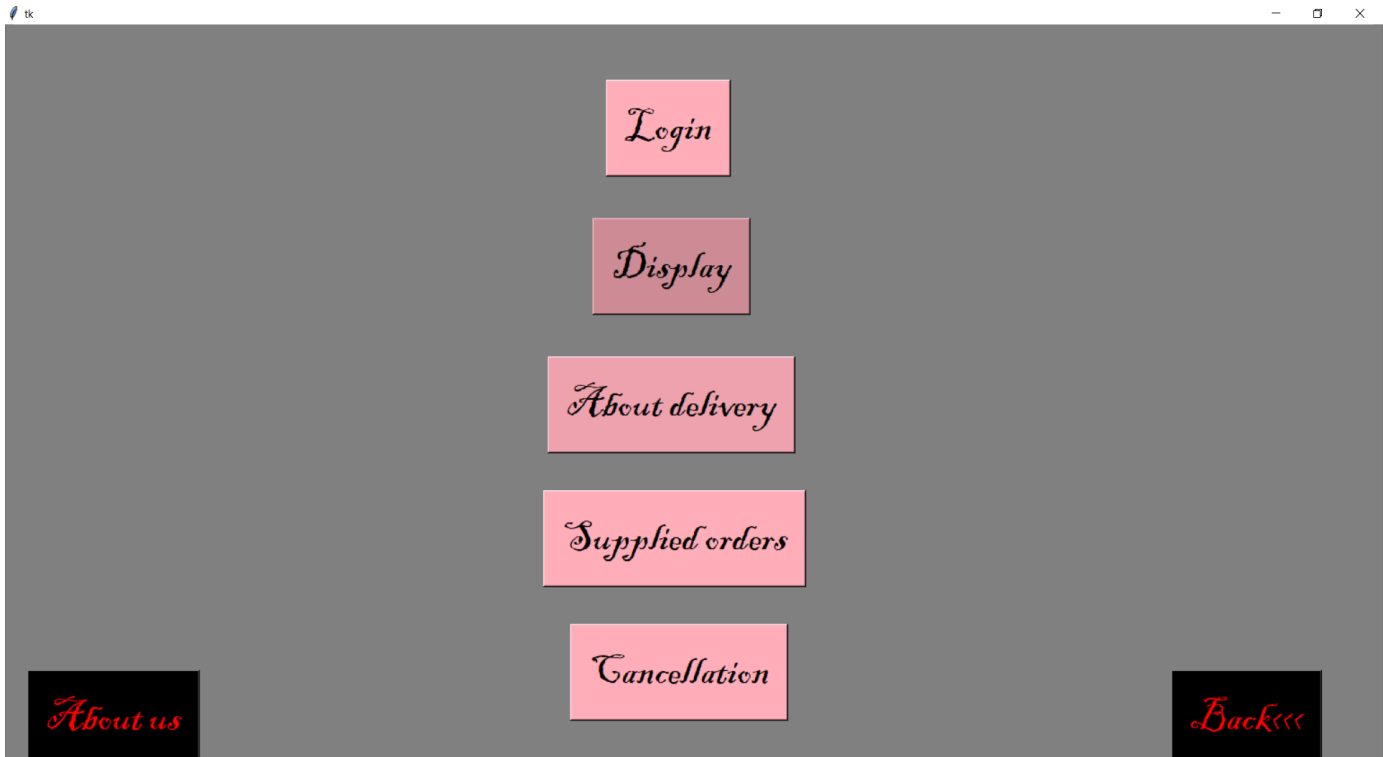 tk
Login
Display
About delivery
Supplied orders
Cancellation
About us
Back<<<